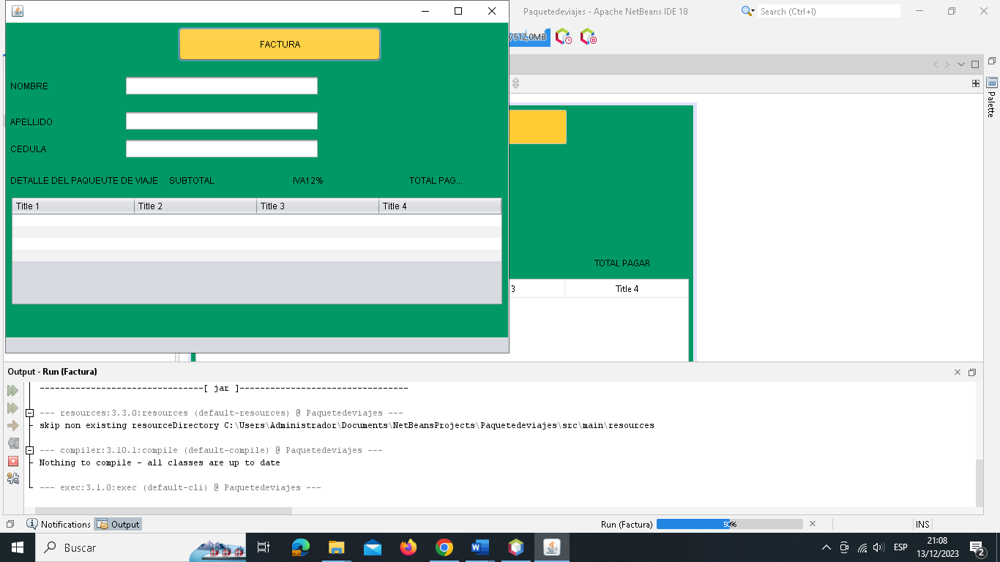 Paquetedeviajes - Apache NetBeans IDE 18
Search (Ctrl+I)
/512,0MB
FACTURA
NOMBRE
APELLIDO
CEDULA
DETALLE DEL PAQUEUTE DE VIAJE SUBTOTAL IVA12% TOTAL PAG...
Title 1 Title 2 Title 3 Title 4
Palette
TOTAL PAGAR
3 Title 4
Output - Run (Factura)
--------------------------------[ jar ]---------------------------------
--- resources:3.3.0:resources (default-resources) @ Paquetedeviajes ---
skip non existing resourceDirectory C:\Users\Administrador\Documents\NetBeansProjects\Paquetedeviajes\src\main\resources
--- compiler:3.10.1:compile (default-compile) @ Paquetedeviajes ---
Nothing to compile - all classes are up to date
--- exec:3.1.0:exec (default-cli) @ Paquetedeviajes ---
Notifications Output Run (Factura) 50% INS
Buscar
ESP
21:08
13/12/2023
2